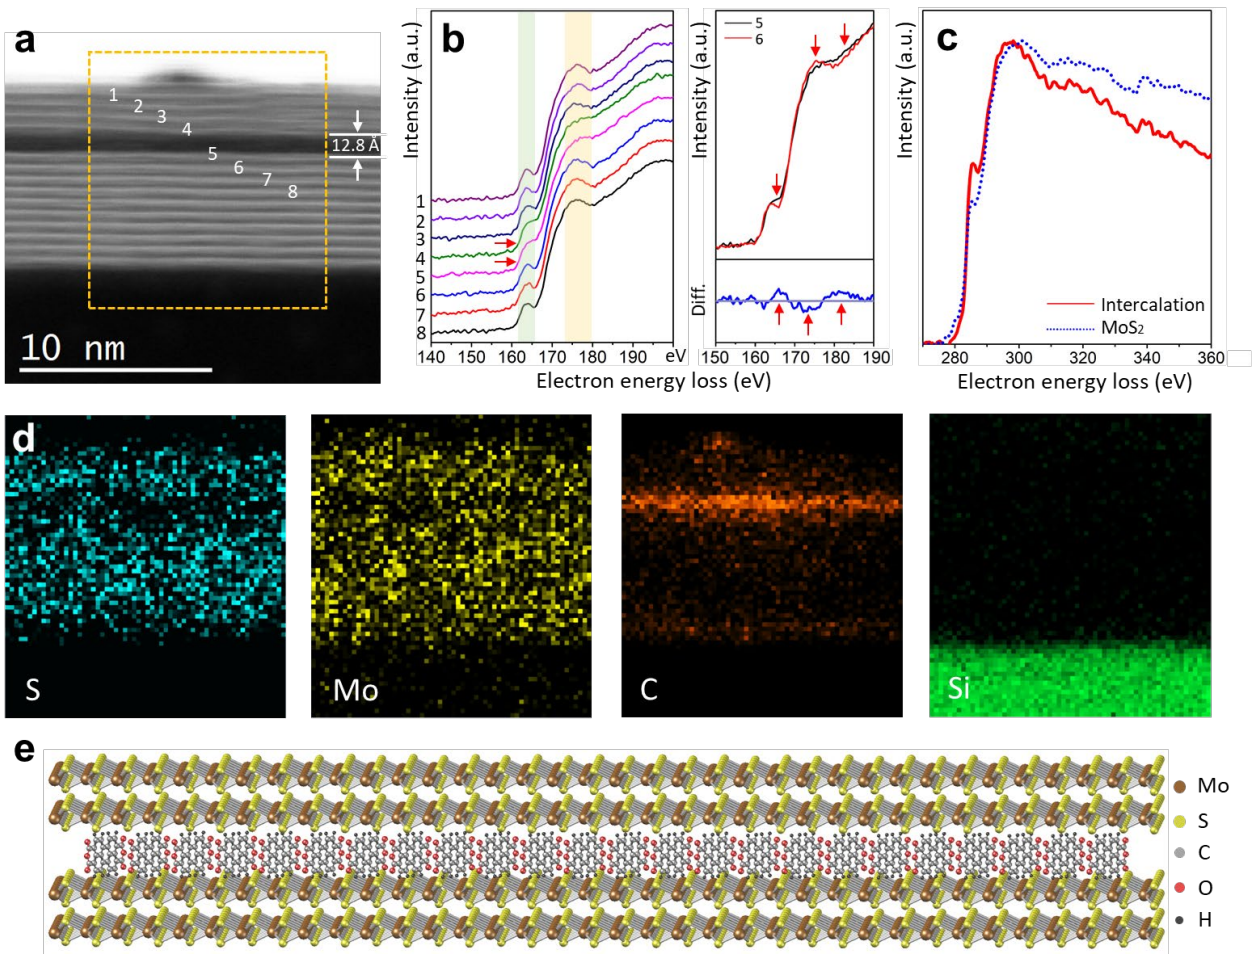 a
1
2
3
4
5
6
7
8
12.8 Å
10 nm
b
Intensity (a.u.)
1
2
3
4
5
6
7
8
140 150 160 170 180 190 eV
Intensity (a.u.)
5
6
Diff.
150 160 170 180 190
Electron energy loss (eV)
c
Intensity (a.u.)
Intercalation
MoS2
280 300 320 340 360
Electron energy loss (eV)
d
S
Mo
C
Si
e
Mo
S
C
O
H